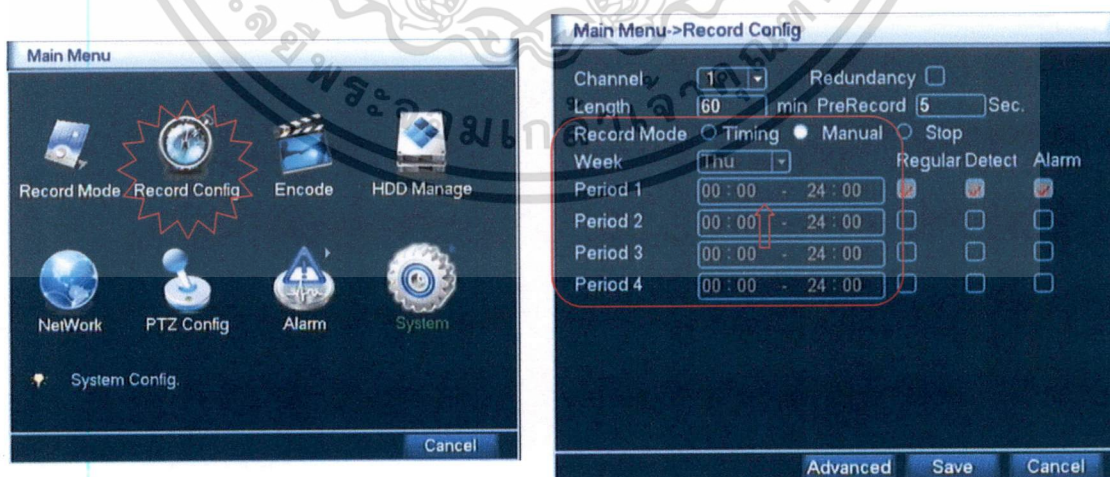 Main Menu
Record Mode Record Config Encode HDD Manage
NetWork PTZ Config Alarm System
System Config.
Cancel
Main Menu->Record Config
Channel 1 Redundancy
Length 60 min PreRecord 5 Sec.
Record Mode Timing Manual Stop
Week Thu Regular Detect Alarm
Period 1 00 : 00 - 24 : 00
Period 2 00 : 00 - 24 : 00
Period 3 00 : 00 - 24 : 00
Period 4 00 : 00 - 24 : 00
Advanced Save Cancel